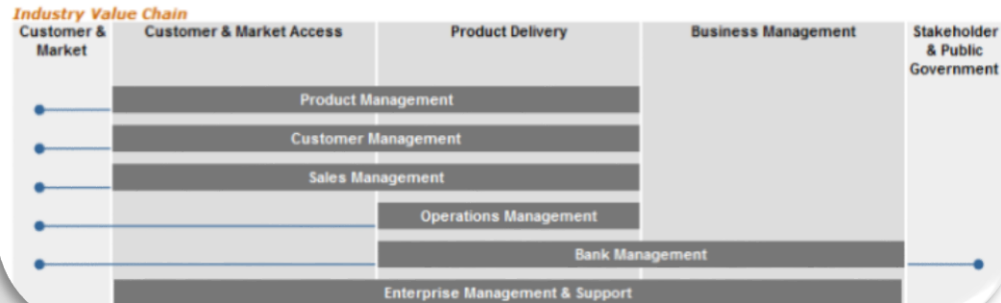 Industry Value Chain
Customer & Market
Customer & Market Access
Product Delivery
Business Management
Stakeholder & Public Government
Product Management
Customer Management
Sales Management
Operations Management
Bank Management
Enterprise Management & Support